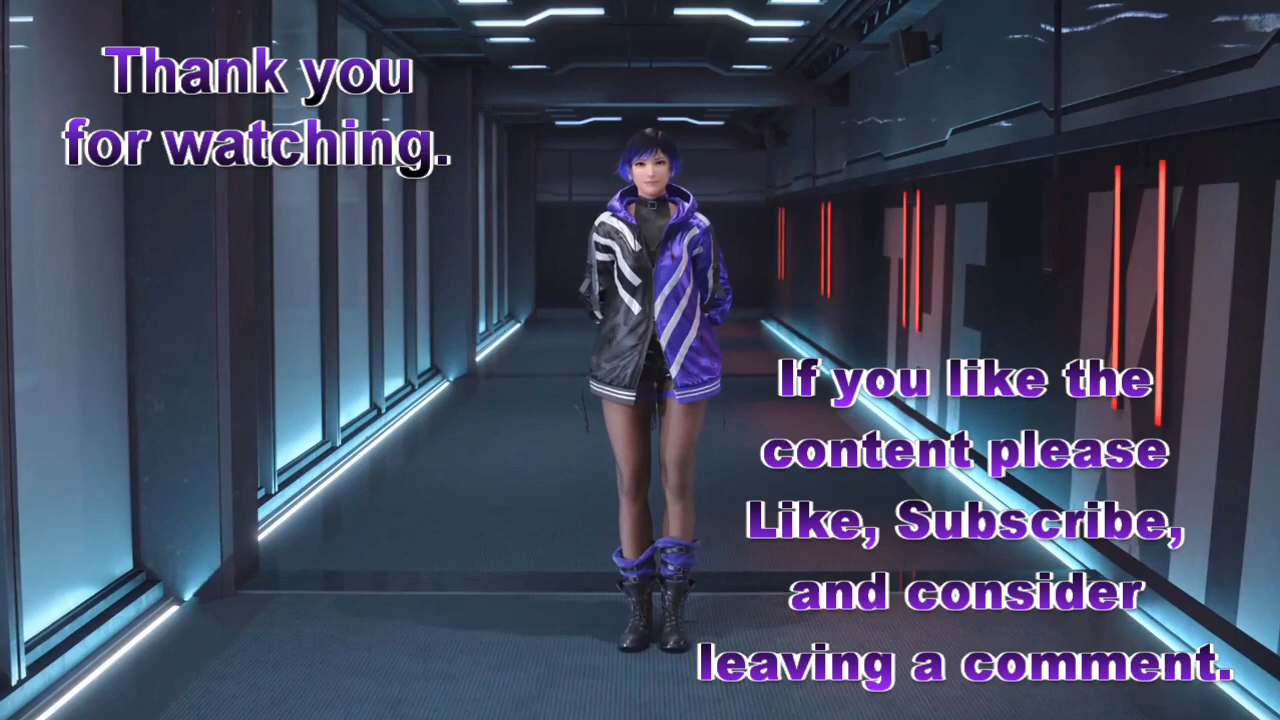 Thank you
for watching.
If you like the
content please
Like, Subscribe,
and consider
leaving a comment.